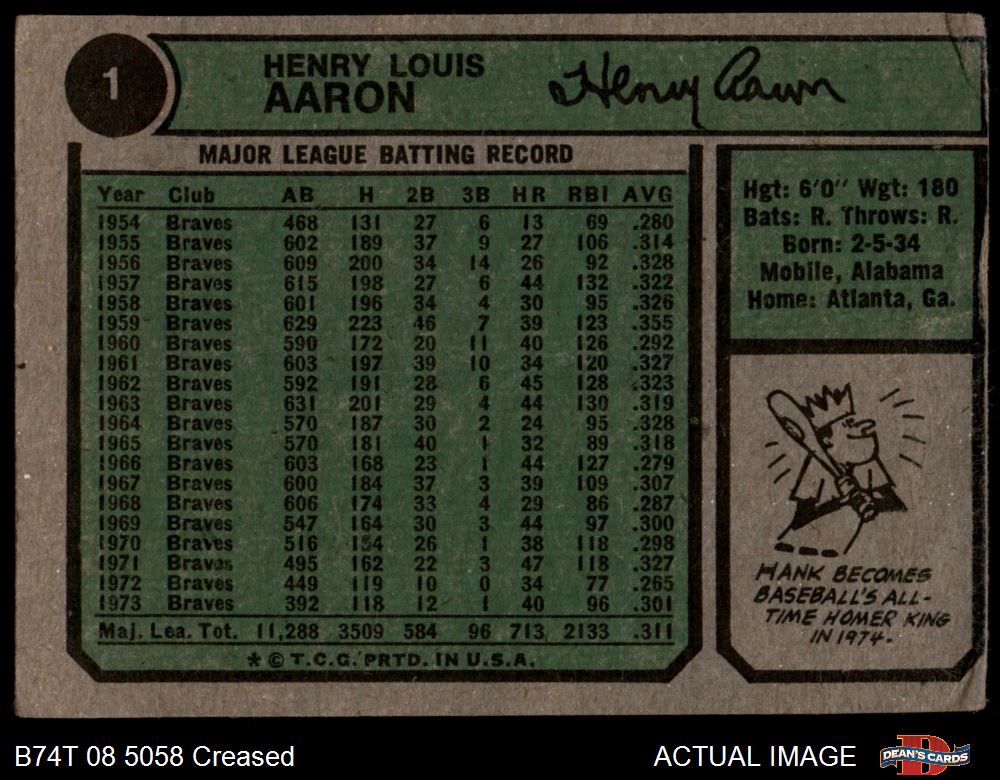 1
HENRY LOUIS
AARON
Henry Aaron
MAJOR LEAGUE BATTING RECORD
Year Club AB H 2B 3B HR RBI AVG
1954 Braves 468 131 27 6 13 69 .280
1955 Braves 602 189 37 9 27 106 .314
1956 Braves 609 200 34 14 26 92 .328
1957 Braves 615 198 27 6 44 132 .322
1958 Braves 601 196 34 4 30 95 .326
1959 Braves 629 223 46 7 39 123 .355
1960 Braves 590 172 20 11 40 126 .292
1961 Braves 603 197 39 10 34 120 .327
1962 Braves 592 191 28 6 45 128 .323
1963 Braves 631 201 29 4 44 130 .319
1964 Braves 570 187 30 2 24 95 .328
1965 Braves 570 181 40 1 32 89 .318
1966 Braves 603 168 23 1 44 127 .279
1967 Braves 600 184 37 3 39 109 .307
1968 Braves 606 174 33 4 29 86 .287
1969 Braves 547 164 30 3 44 97 .300
1970 Braves 516 154 26 1 38 118 .298
1971 Braves 495 162 22 3 47 118 .327
1972 Braves 449 119 10 0 34 77 .265
1973 Braves 392 118 12 1 40 96 .301
Maj. Lea. Tot. 11,288 3509 584 96 713 2133 .311
* © T.C.G. PRTD. IN U.S.A.
Hgt: 6'0" Wgt: 180
Bats: R. Throws: R.
Born: 2-5-34
Mobile, Alabama
Home: Atlanta, Ga.
HANK BECOMES
BASEBALL'S ALL-
TIME HOMER KING
IN 1974.
B74T 08 5058 Creased
ACTUAL IMAGE
DEAN'S CARDS